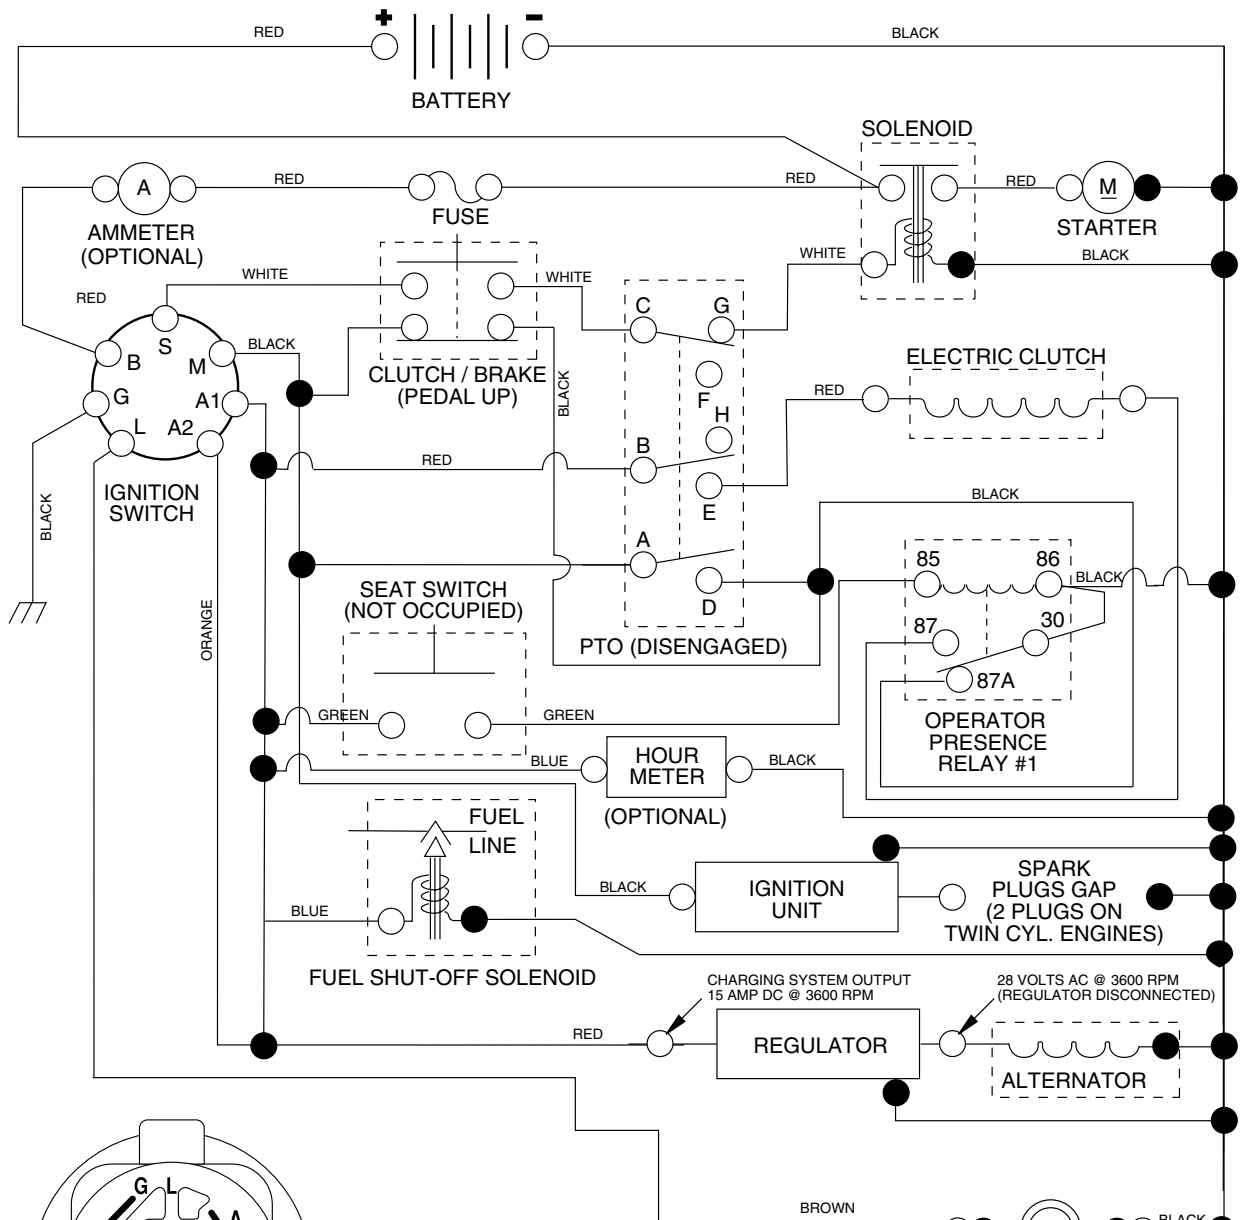 + -
RED
BLACK
BATTERY
SOLENOID
A
RED
RED
RED
M
FUSE
STARTER
AMMETER
(OPTIONAL)
WHITE
WHITE
WHITE
BLACK
RED
C G
S
B M
BLACK
CLUTCH / BRAKE
(PEDAL UP)
ELECTRIC CLUTCH
G A1
BLACK
F
RED
L A2
H
RED
B
IGNITION
SWITCH
E
BLACK
BLACK
A
SEAT SWITCH
(NOT OCCUPIED)
85 86
BLACK
D
ORANGE
87 30
PTO (DISENGAGED)
87A
GREEN
GREEN
OPERATOR
PRESENCE
RELAY #1
BLUE
HOUR
METER
BLACK
(OPTIONAL)
FUEL
LINE
SPARK
PLUGS GAP
(2 PLUGS ON
TWIN CYL. ENGINES)
BLACK
IGNITION
UNIT
BLUE
FUEL SHUT-OFF SOLENOID
CHARGING SYSTEM OUTPUT
15 AMP DC @ 3600 RPM
28 VOLTS AC @ 3600 RPM
(REGULATOR DISCONNECTED)
RED
REGULATOR
ALTERNATOR
G L
A
BROWN
BLACK